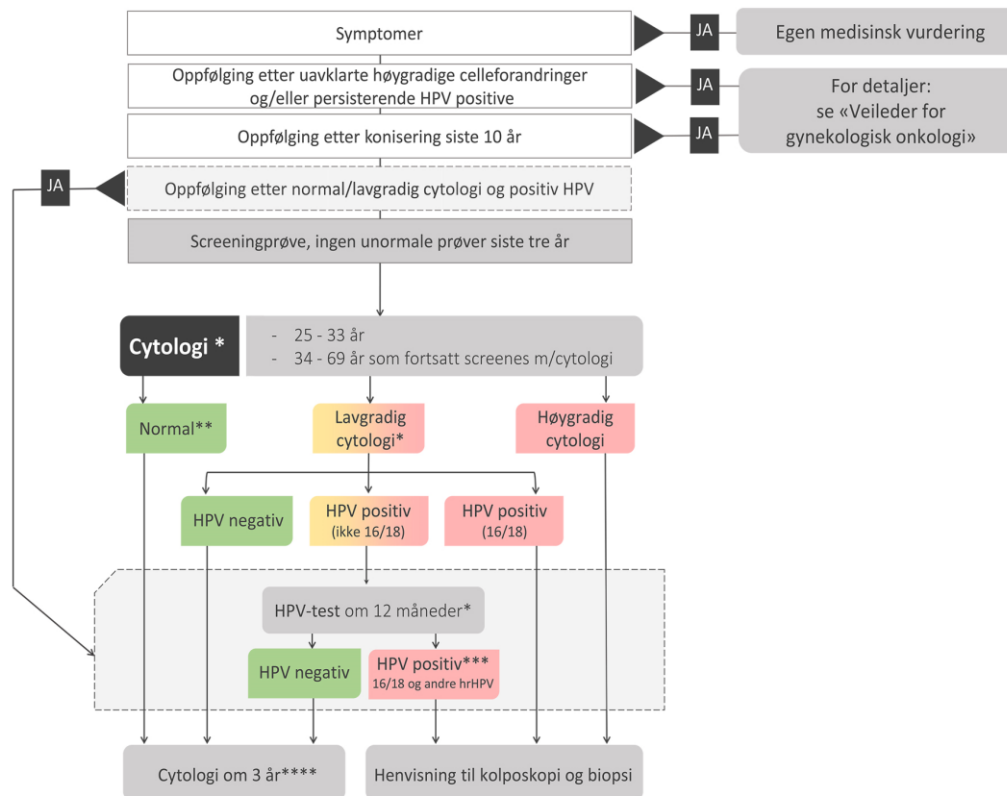 Symptomer
JA
Egen medisinsk vurdering
Oppfølging etter uavklarte høygradige celleforandringer
og/eller persisterende HPV positive
JA
For detaljer:
se «Veileder for
gynekologisk onkologi»
Oppfølging etter konisering siste 10 år
JA
JA
Oppfølging etter normal/lavgradig cytologi og positiv HPV
Screeningprøve, ingen unormale prøver siste tre år
Cytologi *
- 25 - 33 år
- 34 - 69 år som fortsatt screenes m/cytologi
Normal**
Lavgradig
cytologi*
Høygradig
cytologi
HPV negativ
HPV positiv
(ikke 16/18)
HPV positiv
(16/18)
HPV-test om 12 måneder*
HPV negativ
HPV positiv***
16/18 og andre hrHPV
Cytologi om 3 år****
Henvisning til kolposkopi og biopsi